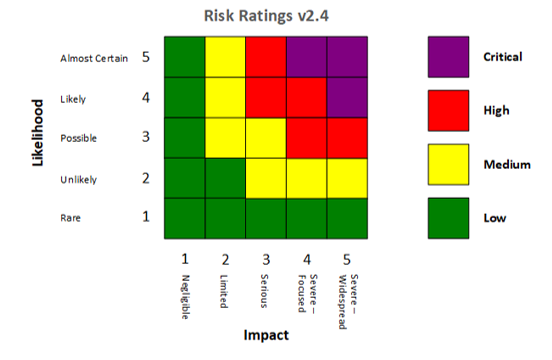 Risk Ratings v2.4
Likelihood
Almost Certain 5
Likely 4
Possible 3
Unlikely 2
Rare 1
1 2 3 4 5
Negligible
Limited
Serious
Severe –
Focused
Severe –
Widespread
Impact
Critical
High
Medium
Low